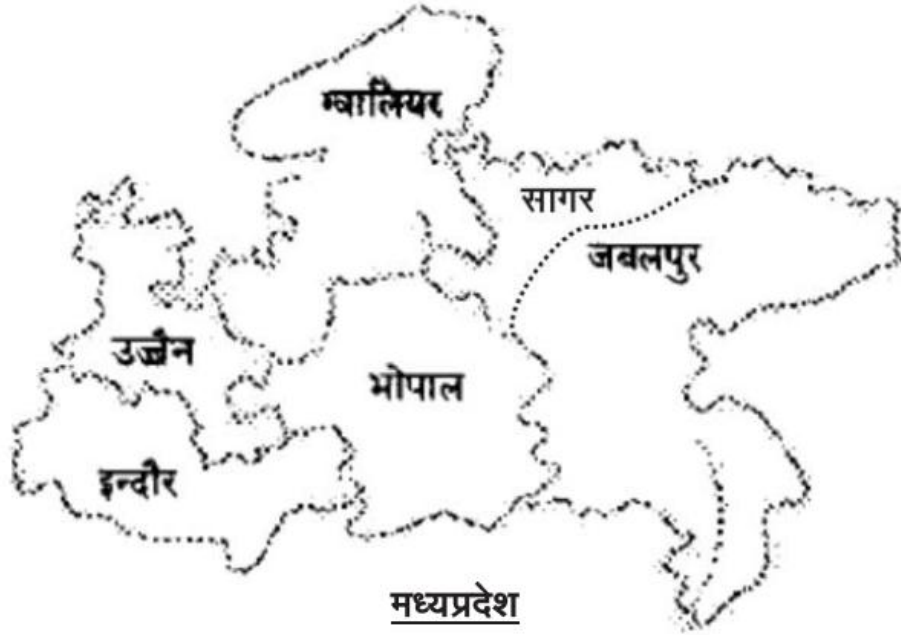 ग्वालियर
सागर
जबलपुर
उज्जैन
भोपाल
इन्दौर
मध्यप्रदेश